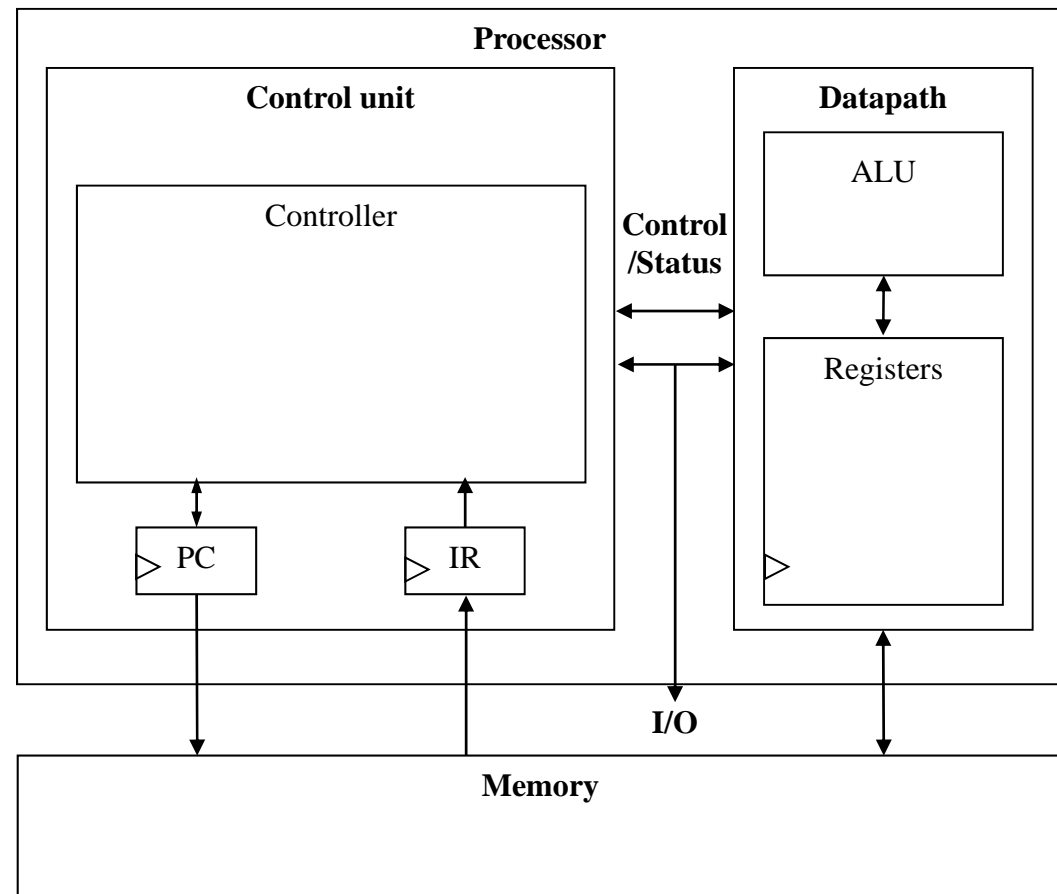 Processor
Control unit
Datapath
ALU
Controller
Control
/Status
Registers
PC
IR
I/O
Memory